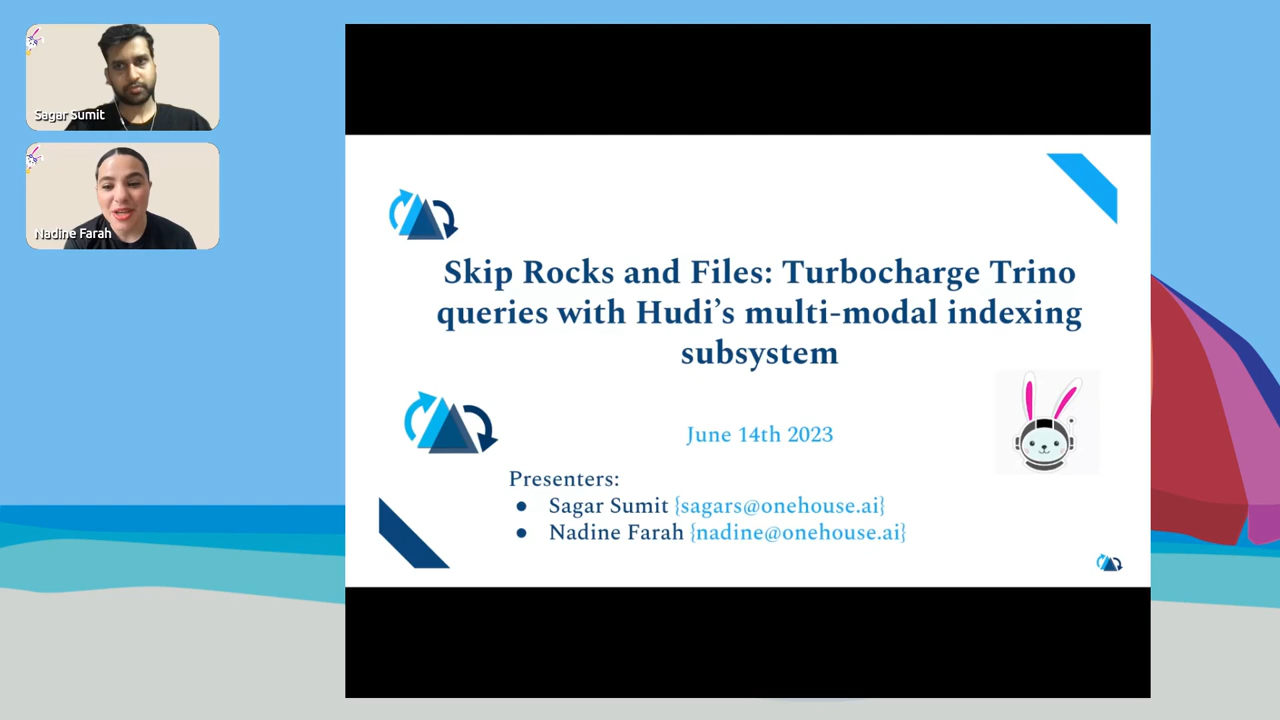 Sagar Sumit
Nadine Farah
Skip Rocks and Files: Turbocharge Trino
queries with Hudi’s multi-modal indexing
subsystem
June 14th 2023
Presenters:
● Sagar Sumit {sagars@onehouse.ai}
● Nadine Farah {nadine@onehouse.ai}